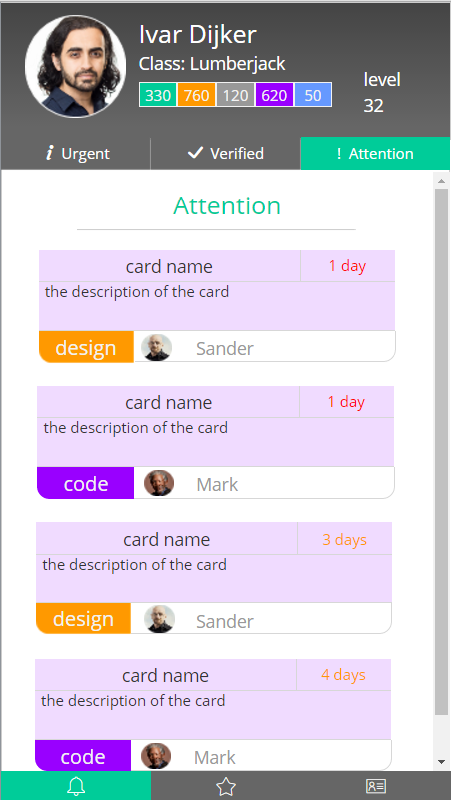 Ivar Dijker
Class: Lumberjack
330 760 120 620 50
level
32
i Urgent
Verified
! Attention
Attention
card name 1 day
the description of the card
design Sander
card name 1 day
the description of the card
code Mark
card name 3 days
the description of the card
design Sander
card name 4 days
the description of the card
code Mark